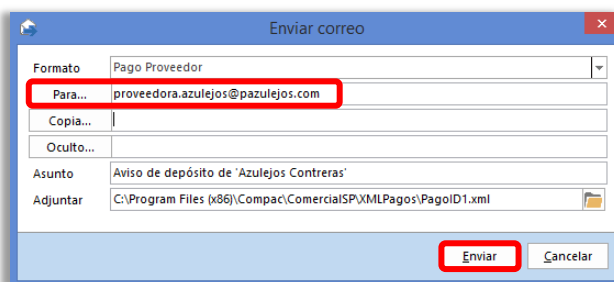 Enviar correo
Formato Pago Proveedor
Para... proveedora.azulejos@pazulejos.com
Copia...
Oculto...
Asunto Aviso de depósito de 'Azulejos Contreras'
Adjuntar C:\Program Files (x86)\Compac\ComercialSP\XMLPagos\PagoID1.xml
Enviar Cancelar